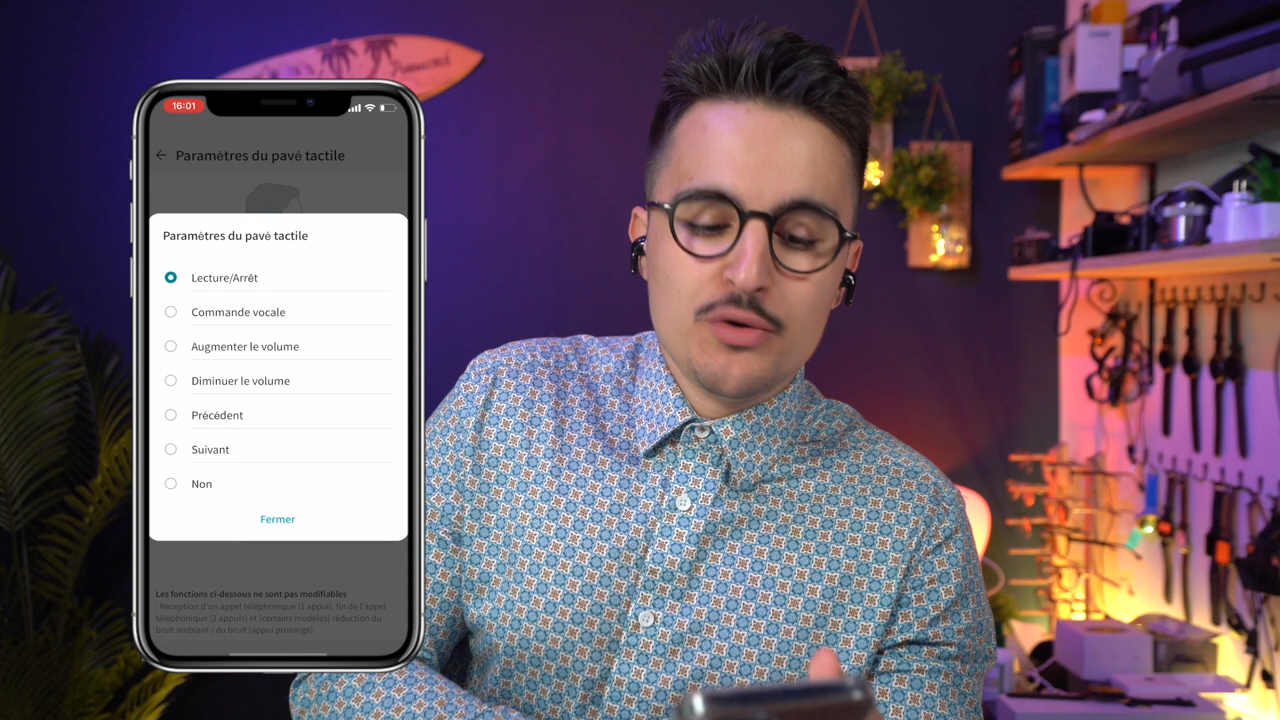 16:01
Paramètres du pavé tactile
Paramètres du pavé tactile
Lecture/Arrêt
Commande vocale
Augmenter le volume
Diminuer le volume
Précédent
Suivant
Non
Fermer
Les fonctions ci-dessous ne sont pas modifiables
: Réception d'un appel téléphonique (1 appui), fin de l'appel
téléphonique (2 appuis) et (certains modèles) réduction du
bruit ambiant / du bruit (appui prolongé)